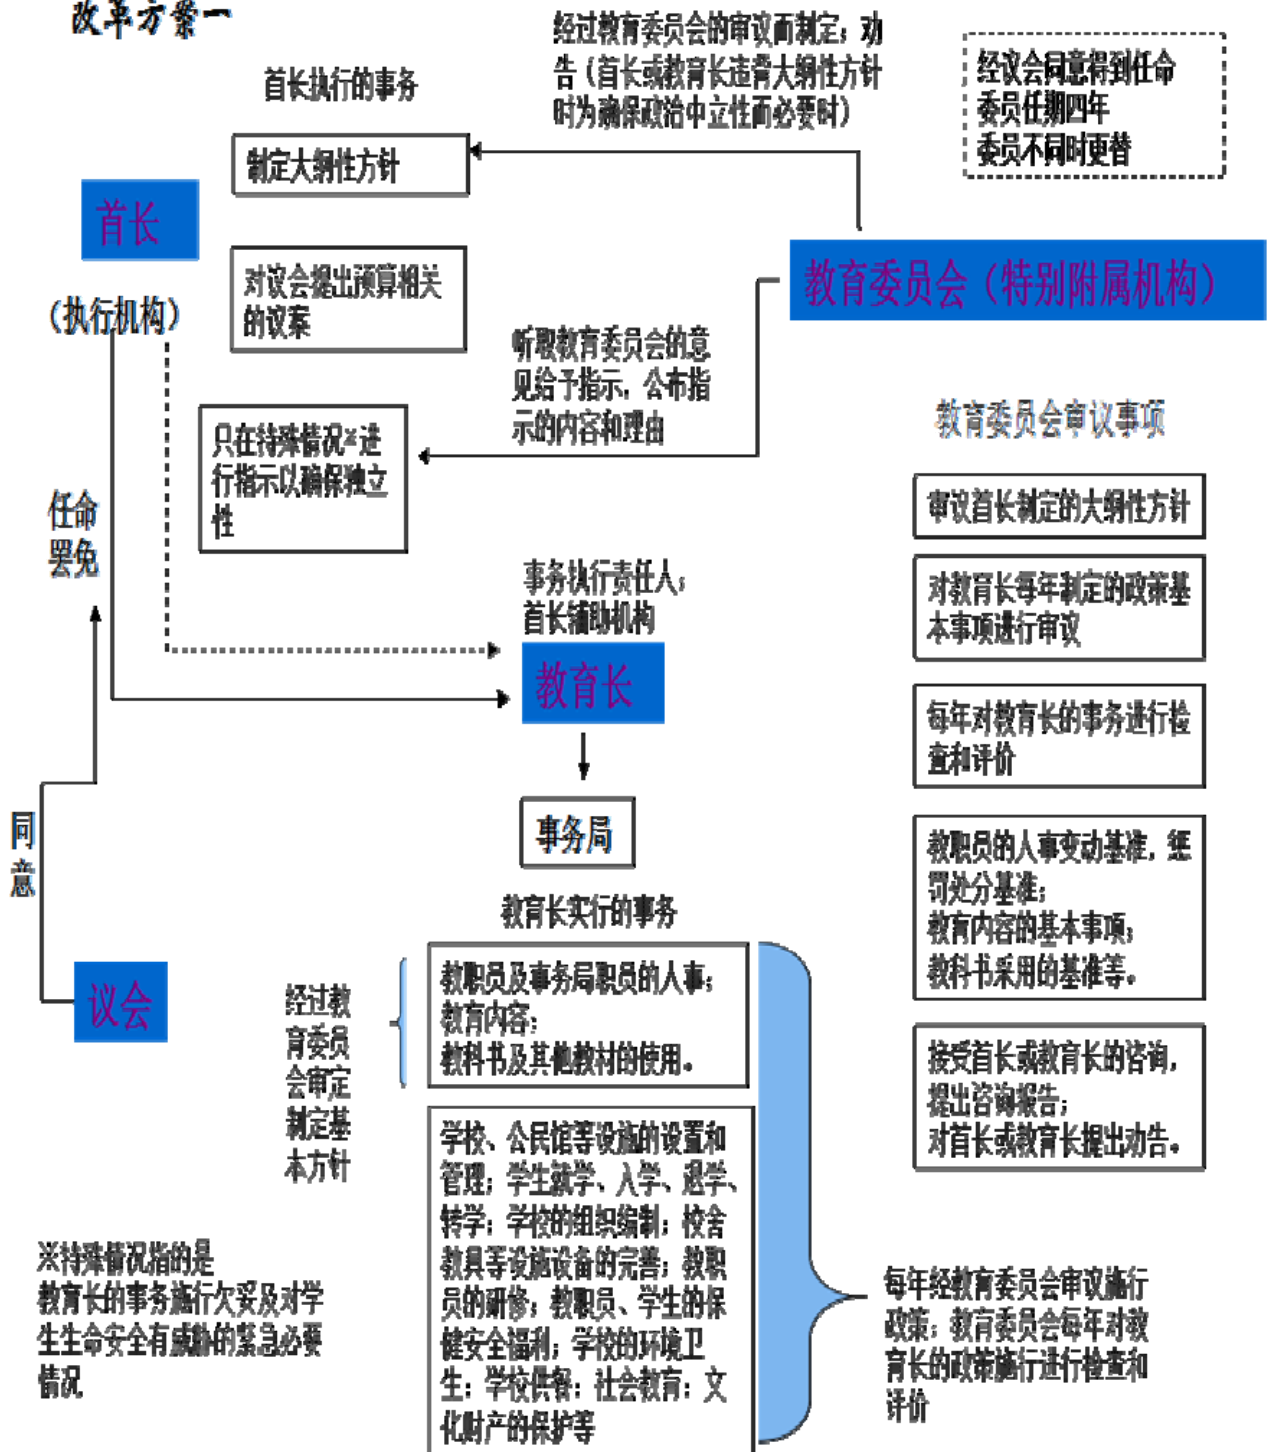 改革方案一
经过教育委员会的审议而制定；劝
告（首长或教育长违背大纲性方针
时为确保政治中立性而必要时）
经议会同意得到任命
委员任期四年
委员不同时更替
首长执行的事务
制定大纲性方针
首长
（执行机构）
对议会提出预算相关
的议案
教育委员会（特别附属机构）
听取教育委员会的意
见给予指示，公布指
示的内容和理由
只在特殊情况※进
行指示以确保独立
性
教育委员会审议事项
审议首长制定的大纲性方针
对教育长每年制定的政策基
本事项进行审议
每年对教育长的事务进行检
查和评价
教职员的人事变动基准，惩
罚处分基准；
教育内容的基本事项；
教科书采用的基准等。
接受首长或教育长的咨询，
提出咨询报告；
对首长或教育长提出劝告。
任命
罢免
事务执行责任人；
首长辅助机构
教育长
事务局
同
意
议会
教育长实行的事务
经过教
育委员
会审定
制定基
本方针
教职员及事务局职员的人事；
教育内容；
教科书及其他教材的使用。
学校、公民馆等设施的设置和
管理；学生就学、入学、退学、
转学；学校的组织编制；校舍
教具等设施设备的完善；教职
员的研修；教职员、学生的保
健安全福利；学校的环境卫
生；学校供餐；社会教育；文
化财产的保护等
※特殊情况指的是
教育长的事务施行欠妥及对学
生生命安全有威胁的紧急必要
情况
每年经教育委员会审议施行
政策；教育委员会每年对教
育长的政策施行进行检查和
评价